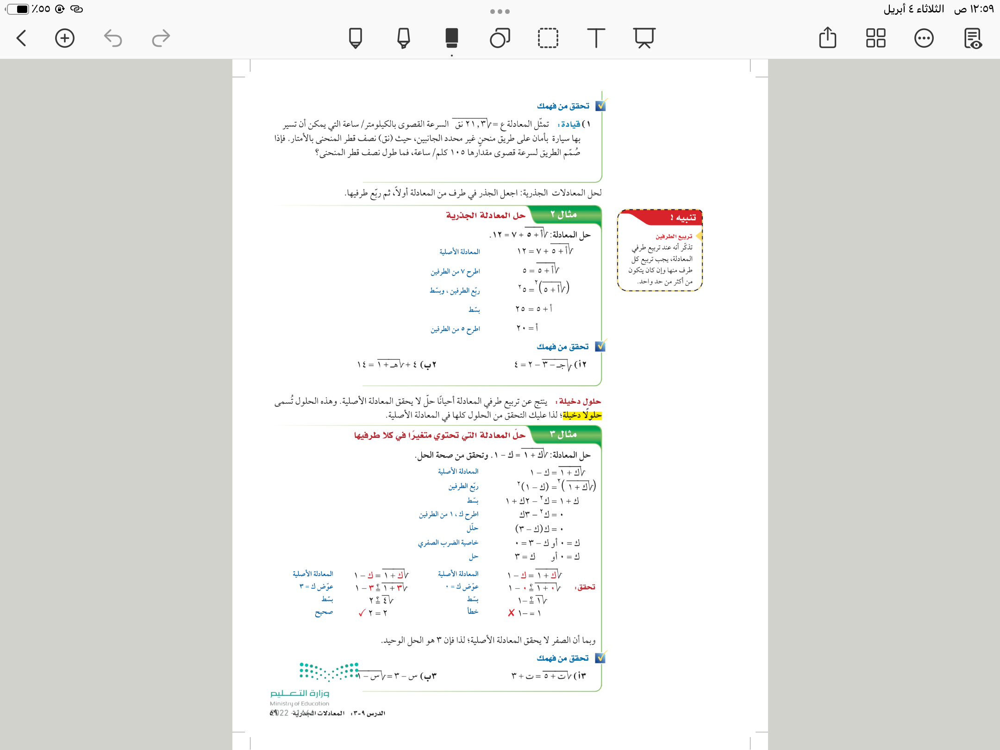 ١٢:٥٩ ص الثلاثاء ٤ أبريل
٥٥٪
تحقق من فهمك
١) قيادة: تمثّل المعادلة ع = √٢١٫٣ نق السرعة القصوى بالكيلومتر/ ساعة التي يمكن أن تسير
بها سيارة بأمان على طريق منحنٍ غير محدد الجانبين، حيث (نق) نصف قطر المنحنى بالأمتار. فإذا
صُمّم الطريق لسرعة قصوى مقدارها ١٠٥ كلم/ ساعة، فما طول نصف قطر المنحنى؟
لحل المعادلات الجذرية: اجعل الجذر في طرف من المعادلة أولاً، ثم ربّع طرفيها.
تنبيه !
تربيع الطرفين
تذكّر أنه عند تربيع طرفي
المعادلة، يجب تربيع كل
طرف منها وإن كان يتكون
من أكثر من حد واحد.
مثال ٢ حل المعادلة الجذرية
حل المعادلة: √(أ + ٥) + ٧ = ١٢.
√(أ + ٥) + ٧ = ١٢ المعادلة الأصلية
√(أ + ٥) = ٥ اطرح ٧ من الطرفين
(√(أ + ٥))² = ٥² ربّع الطرفين ، وبسّط
أ + ٥ = ٢٥ بسّط
أ = ٢٠ اطرح ٥ من الطرفين
تحقق من فهمك
٢أ) √(جـ – ٣) – ٢ = ٤ ٢ب) ٤ + √(هـ + ١) = ١٤
حلول دخيلة: ينتج عن تربيع طرفي المعادلة أحيانًا حلّ لا يحقق المعادلة الأصلية. وهذه الحلول تُسمى
حلولًا دخيلة؛ لذا عليك التحقق من الحلول كلها في المعادلة الأصلية.
مثال ٣ حلّ المعادلة التي تحتوي متغيرًا في كلا طرفيها
حل المعادلة: √(ك + ١) = ك – ١. وتحقق من صحة الحل.
√(ك + ١) = ك – ١ المعادلة الأصلية
(√(ك + ١))² = (ك – ١)² ربّع الطرفين
ك + ١ = ك² – ٢ك + ١ بسّط
٠ = ك² – ٣ك اطرح ك ، ١ من الطرفين
٠ = ك(ك – ٣) حلّل
ك = ٠ أو ك – ٣ = ٠ خاصية الضرب الصفري
ك = ٠ أو ك = ٣ حل
√(ك + ١) = ك – ١ المعادلة الأصلية √(ك + ١) = ك – ١ المعادلة الأصلية
تحقق: √(٠ + ١) ≟ ٠ – ١ عوّض ك = ٠ √(٣ + ١) ≟ ٣ – ١ عوّض ك = ٣
√١ ≟ –١ بسّط √٤ ≟ ٢ بسّط
١ = –١ ✗ خطأ ٢ = ٢ ✓ صحيح
وبما أن الصفر لا يحقق المعادلة الأصلية؛ لذا فإن ٣ هو الحل الوحيد.
تحقق من فهمك
٣أ) √(ت + ٥) = ت + ٣ ٣ب) س – ٣ = √(س – ١)
وزارة التعليم
Ministry of Education
2022 - 1444
الدرس ٩-٣: المعادلات الجذرية ٥٩